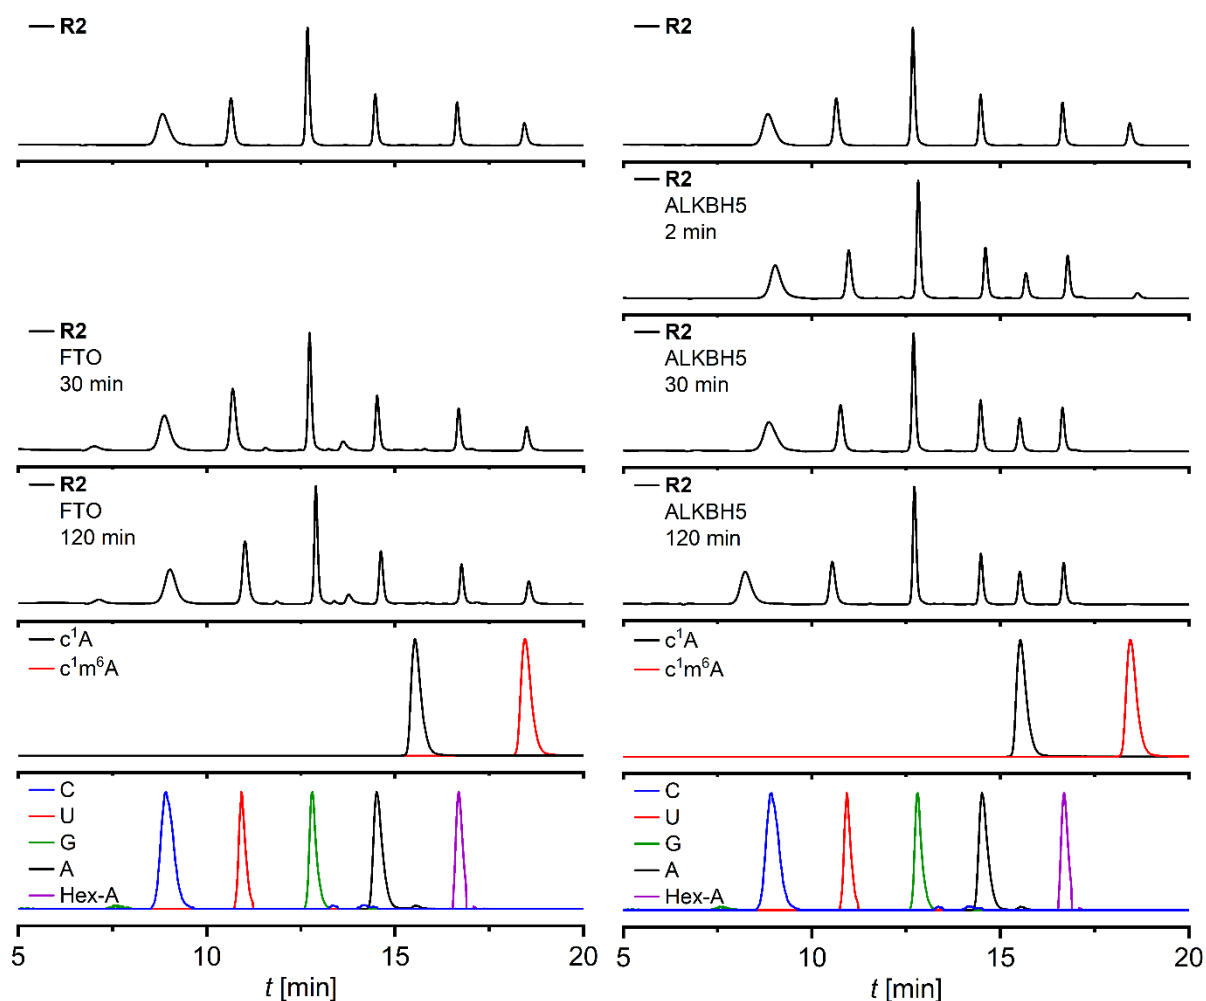 R2
R2
FTO
30 min
R2
FTO
120 min
c¹A
c¹m⁶A
C
U
G
A
Hex-A
5 10 15 20
t [min]
R2
R2
ALKBH5
2 min
R2
ALKBH5
30 min
R2
ALKBH5
120 min
c¹A
c¹m⁶A
C
U
G
A
Hex-A
5 10 15 20
t [min]